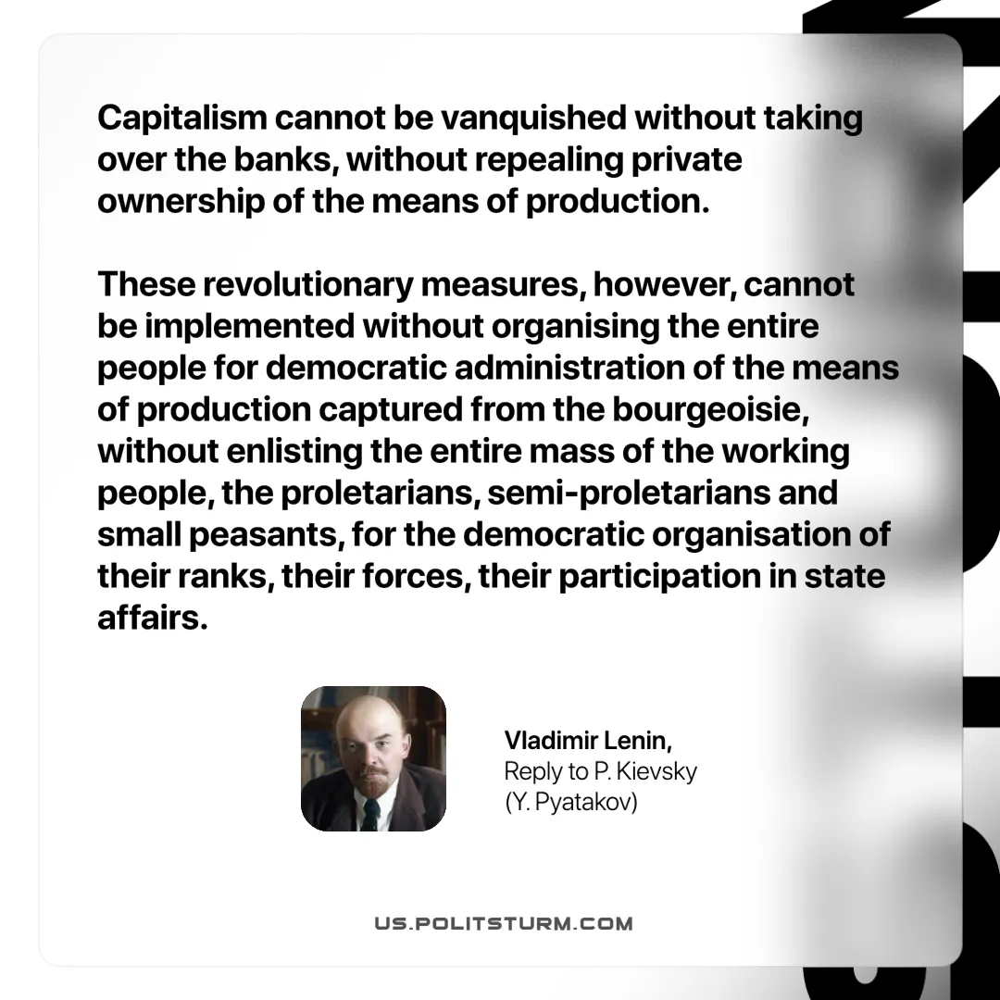 Capitalism cannot be vanquished without taking
over the banks, without repealing private
ownership of the means of production.
These revolutionary measures, however, cannot
be implemented without organising the entire
people for democratic administration of the means
of production captured from the bourgeoisie,
without enlisting the entire mass of the working
people, the proletarians, semi-proletarians and
small peasants, for the democratic organisation of
their ranks, their forces, their participation in state
affairs.
Vladimir Lenin,
Reply to P. Kievsky
(Y. Pyatakov)
US.POLITSTURM.COM